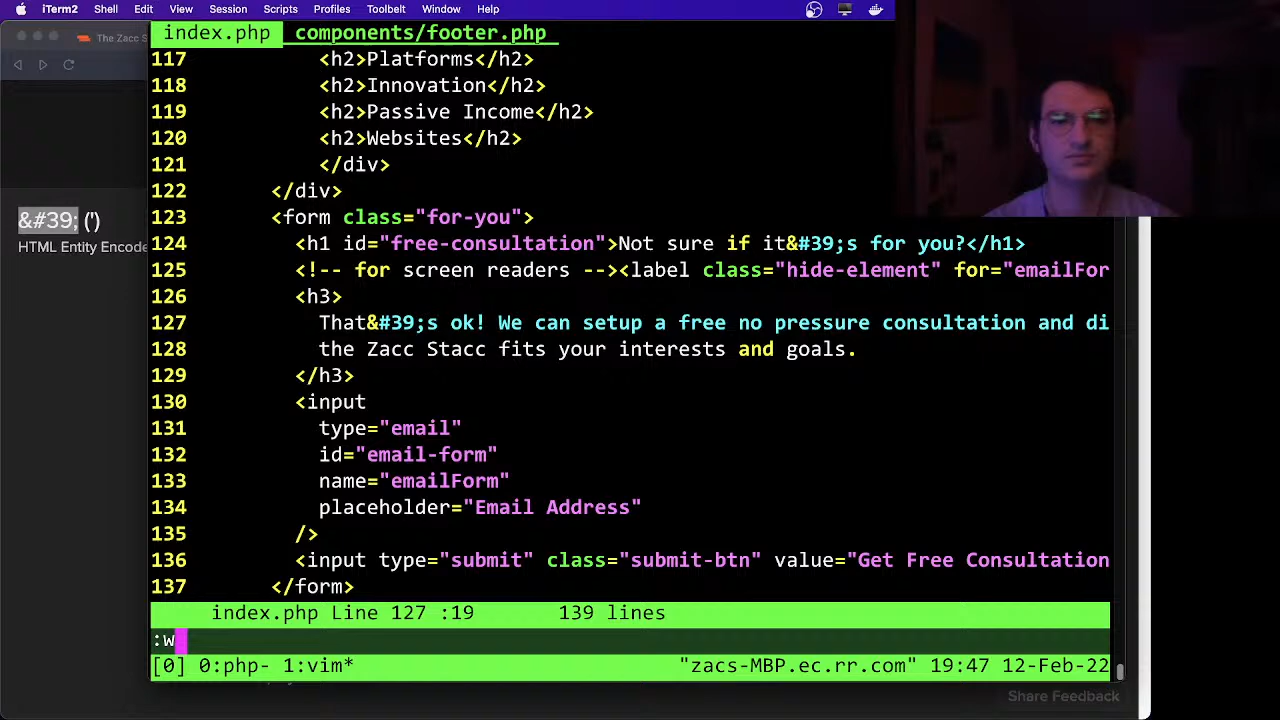 iTerm2 Shell Edit View Session Scripts Profiles Toolbelt Window Help
The Zacc S
index.php components/footer.php
117 <h2>Platforms</h2>
118 <h2>Innovation</h2>
119 <h2>Passive Income</h2>
120 <h2>Websites</h2>
121 </div>
122 </div>
123 <form class="for-you">
124 <h1 id="free-consultation">Not sure if it&#39;s for you?</h1>
125 <!-- for screen readers --><label class="hide-element" for="emailFor
126 <h3>
127 That&#39;s ok! We can setup a free no pressure consultation and di
128 the Zacc Stacc fits your interests and goals.
129 </h3>
130 <input
131 type="email"
132 id="email-form"
133 name="emailForm"
134 placeholder="Email Address"
135 />
136 <input type="submit" class="submit-btn" value="Get Free Consultation
137 </form>
index.php Line 127 :19 139 lines
:w
[0] 0:php- 1:vim* "zacs-MBP.ec.rr.com" 19:47 12-Feb-22
&#39; (')
HTML Entity Encode
Share Feedback